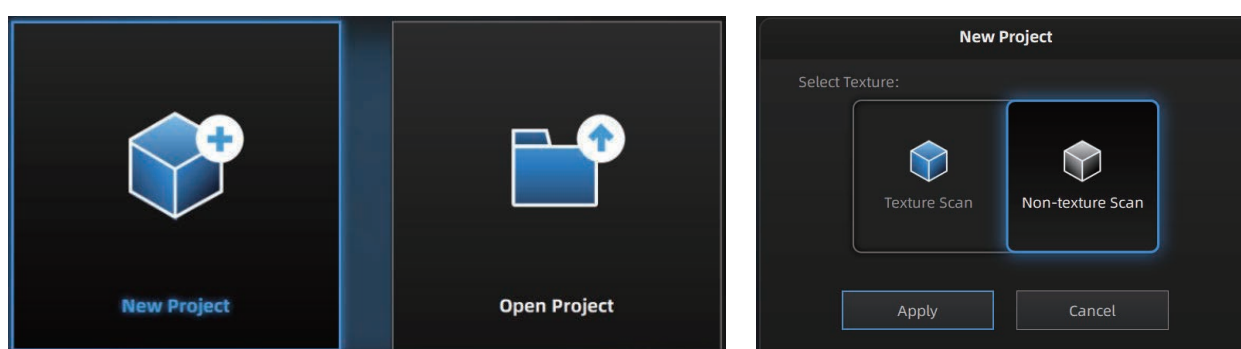 New Project
Open Project
New Project
Select Texture:
Texture Scan
Non-texture Scan
Apply
Cancel